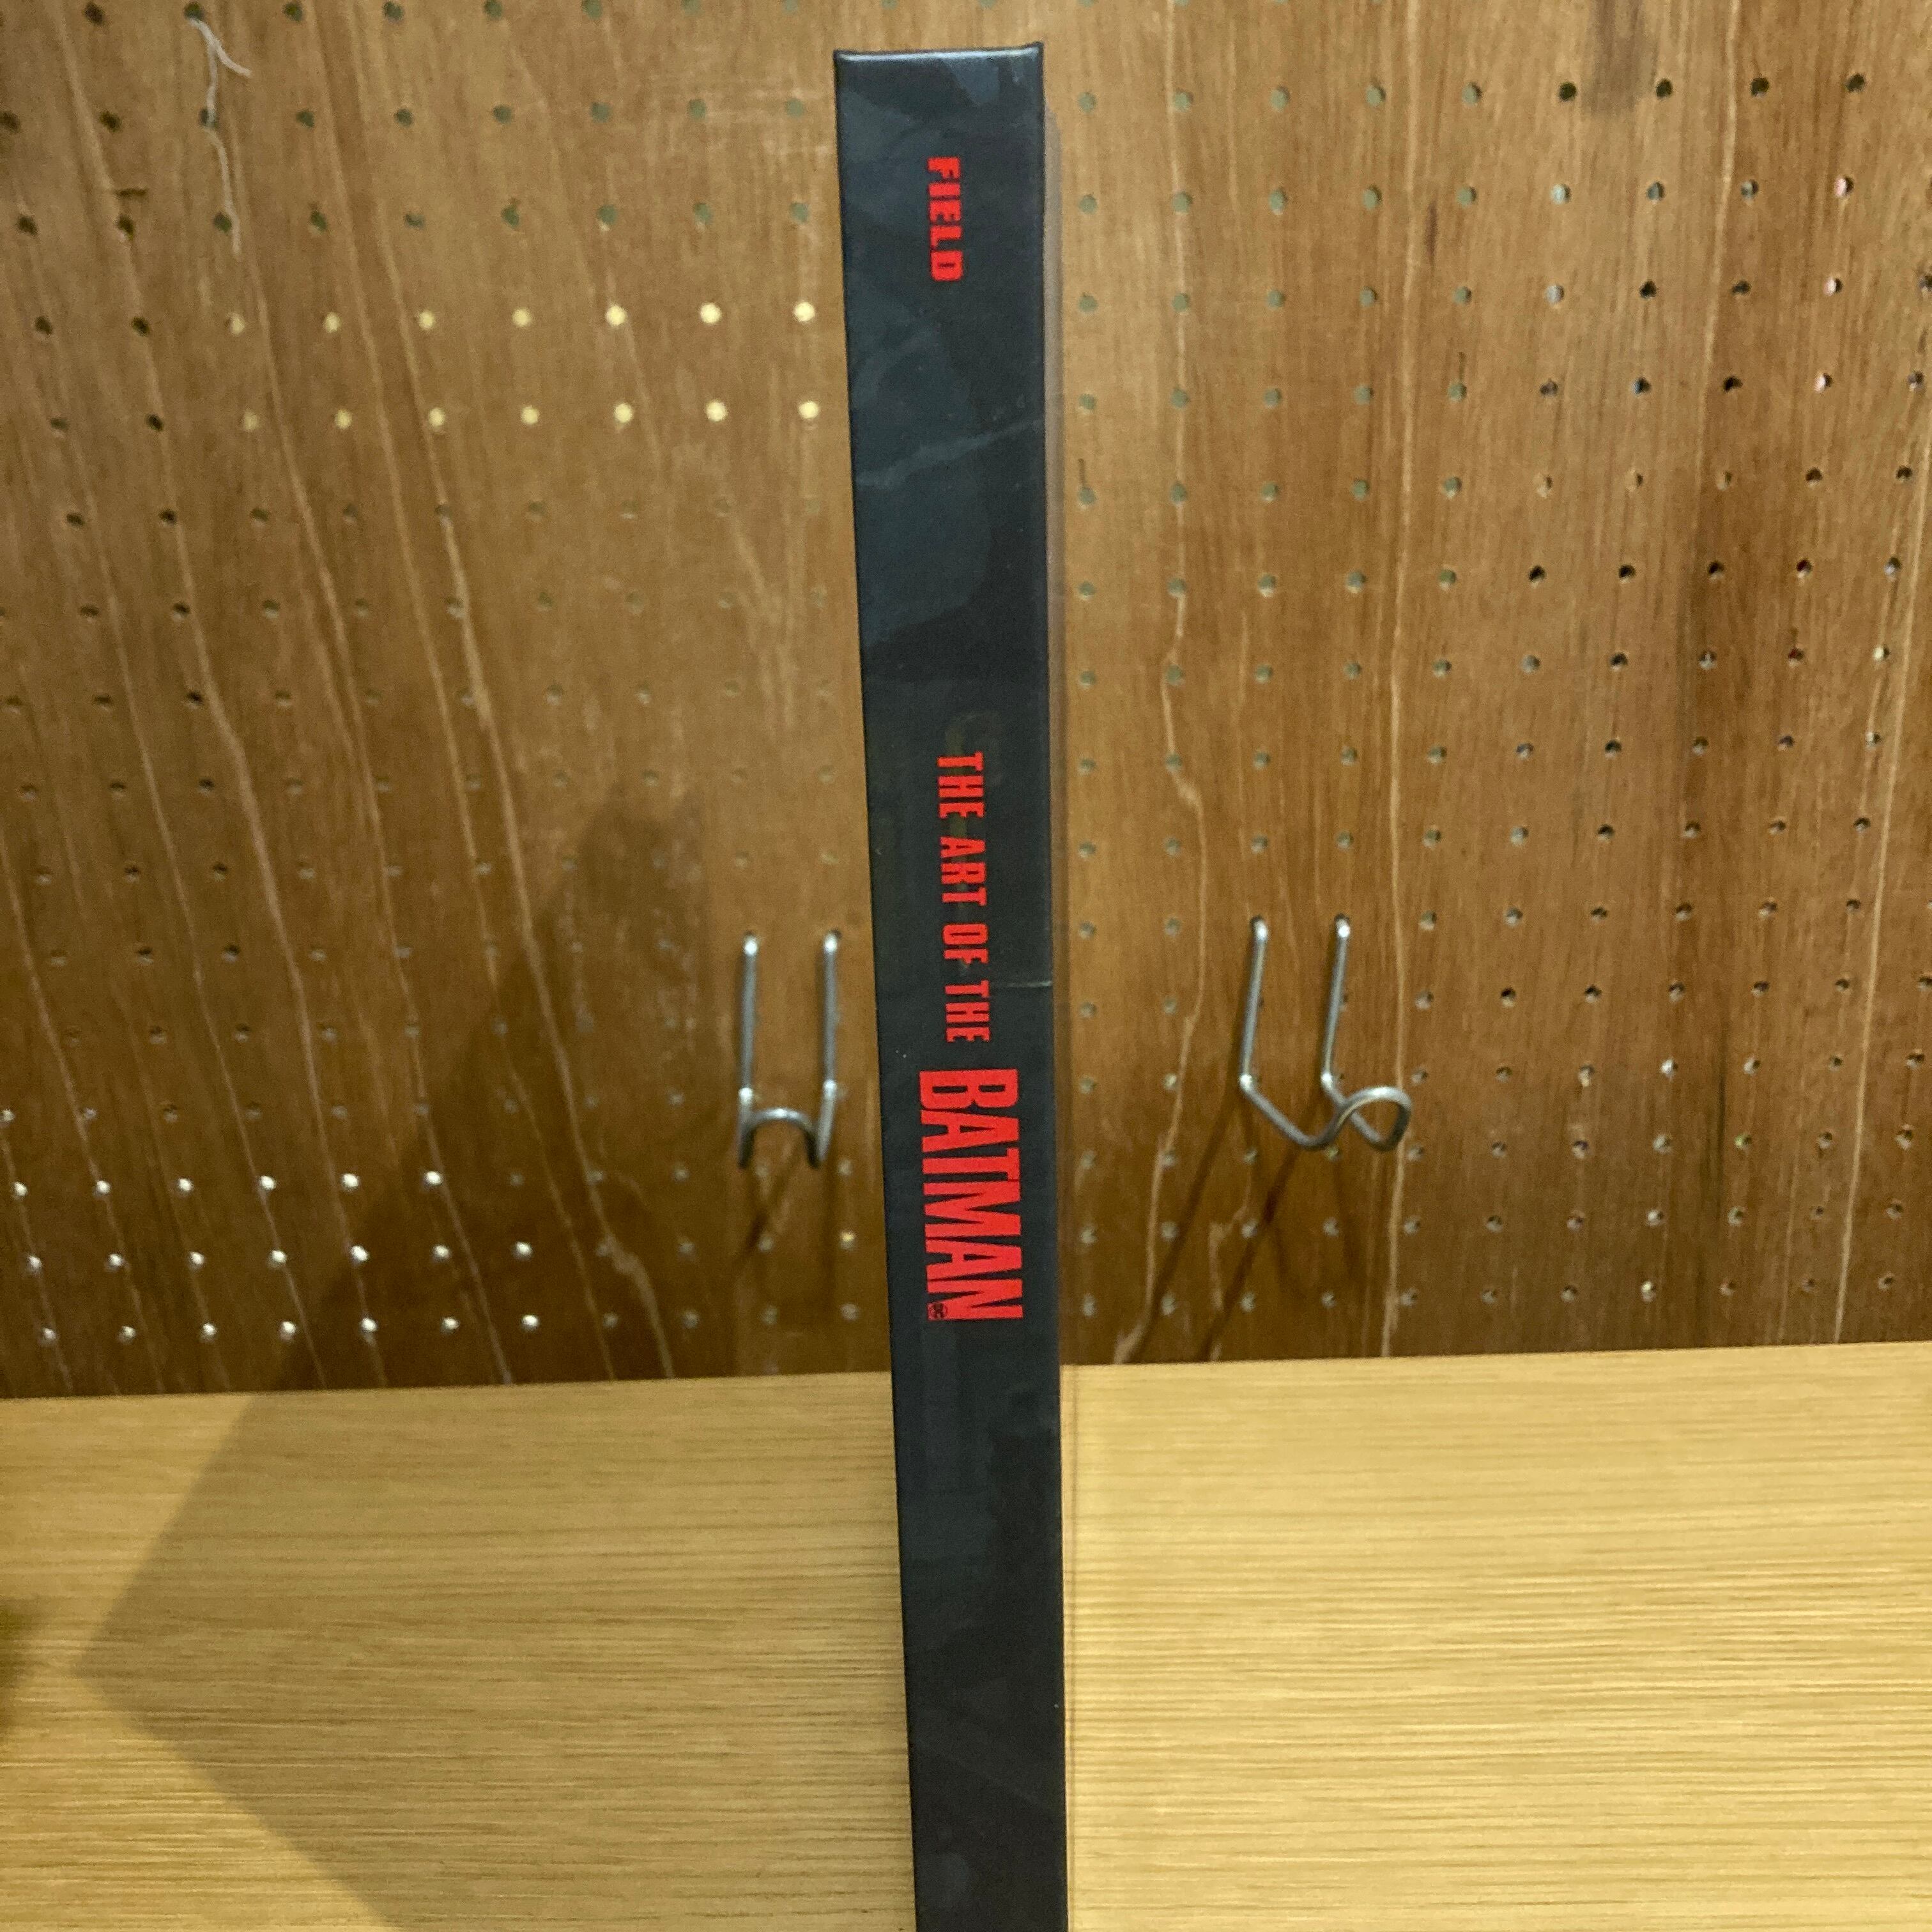 FIELD
THE ART OF THE BATMAN